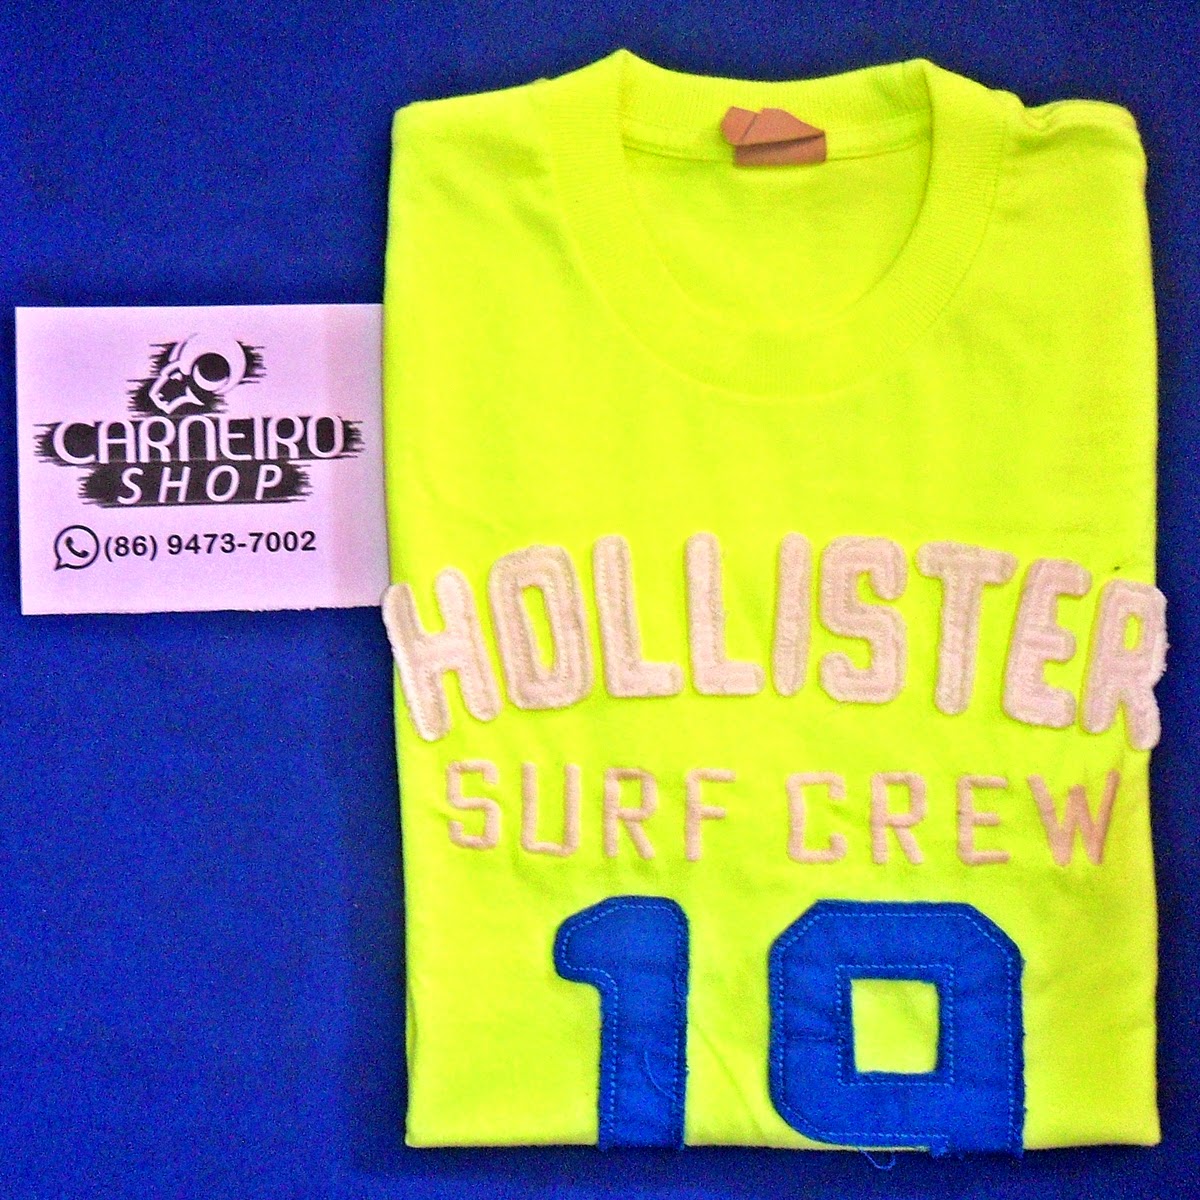 CARNEIRO
SHOP
(86) 9473-7002
HOLLISTER
SURF CREW
19